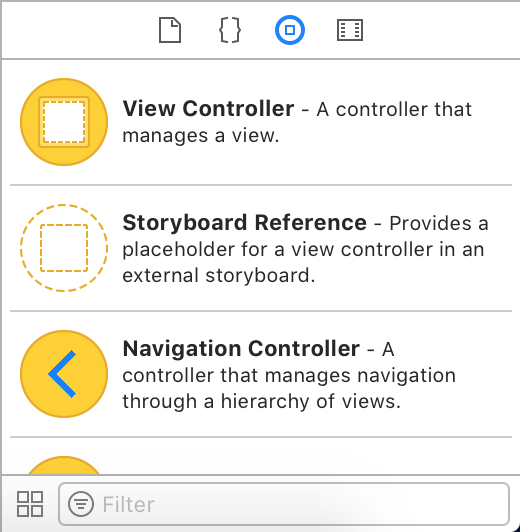 View Controller - A controller that
manages a view.
Storyboard Reference - Provides a
placeholder for a view controller in an
external storyboard.
Navigation Controller - A
controller that manages navigation
through a hierarchy of views.
Filter